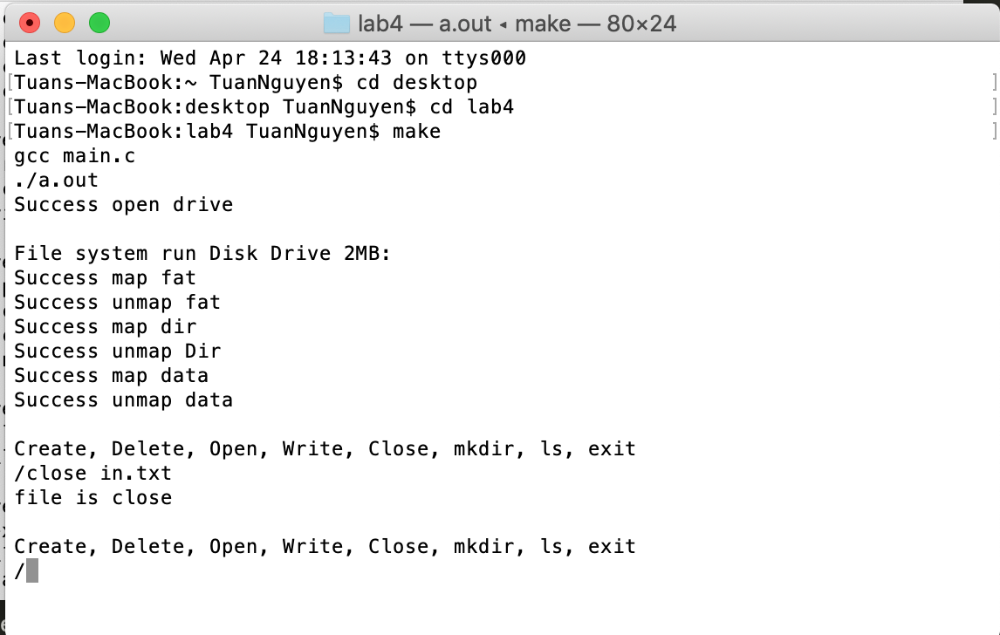 lab4 — a.out ◂ make — 80×24
Last login: Wed Apr 24 18:13:43 on ttys000
[Tuans-MacBook:~ TuanNguyen$ cd desktop ]
[Tuans-MacBook:desktop TuanNguyen$ cd lab4 ]
[Tuans-MacBook:lab4 TuanNguyen$ make ]
gcc main.c
./a.out
Success open drive
File system run Disk Drive 2MB:
Success map fat
Success unmap fat
Success map dir
Success unmap Dir
Success map data
Success unmap data
Create, Delete, Open, Write, Close, mkdir, ls, exit
/close in.txt
file is close
Create, Delete, Open, Write, Close, mkdir, ls, exit
/